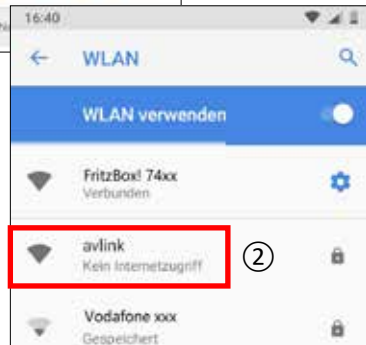 16:40
WLAN
WLAN verwenden
FritzBox! 74xx
Verbunden
avlink
Kein Internetzugriff
②
Vodafone xxx
Gespeichert